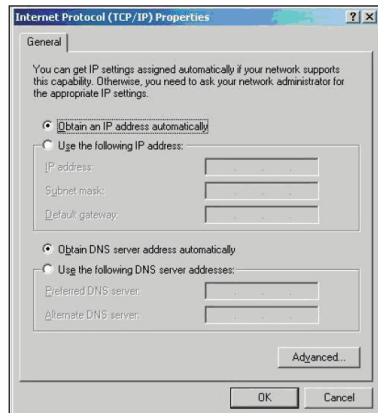 Internet Protocol (TCP/IP) Properties
General
You can get IP settings assigned automatically if your network supports
this capability. Otherwise, you need to ask your network administrator for
the appropriate IP settings.
Obtain an IP address automatically
Use the following IP address:
IP address:
Subnet mask:
Default gateway:
Obtain DNS server address automatically
Use the following DNS server addresses:
Preferred DNS server:
Alternate DNS server:
Advanced...
OK Cancel